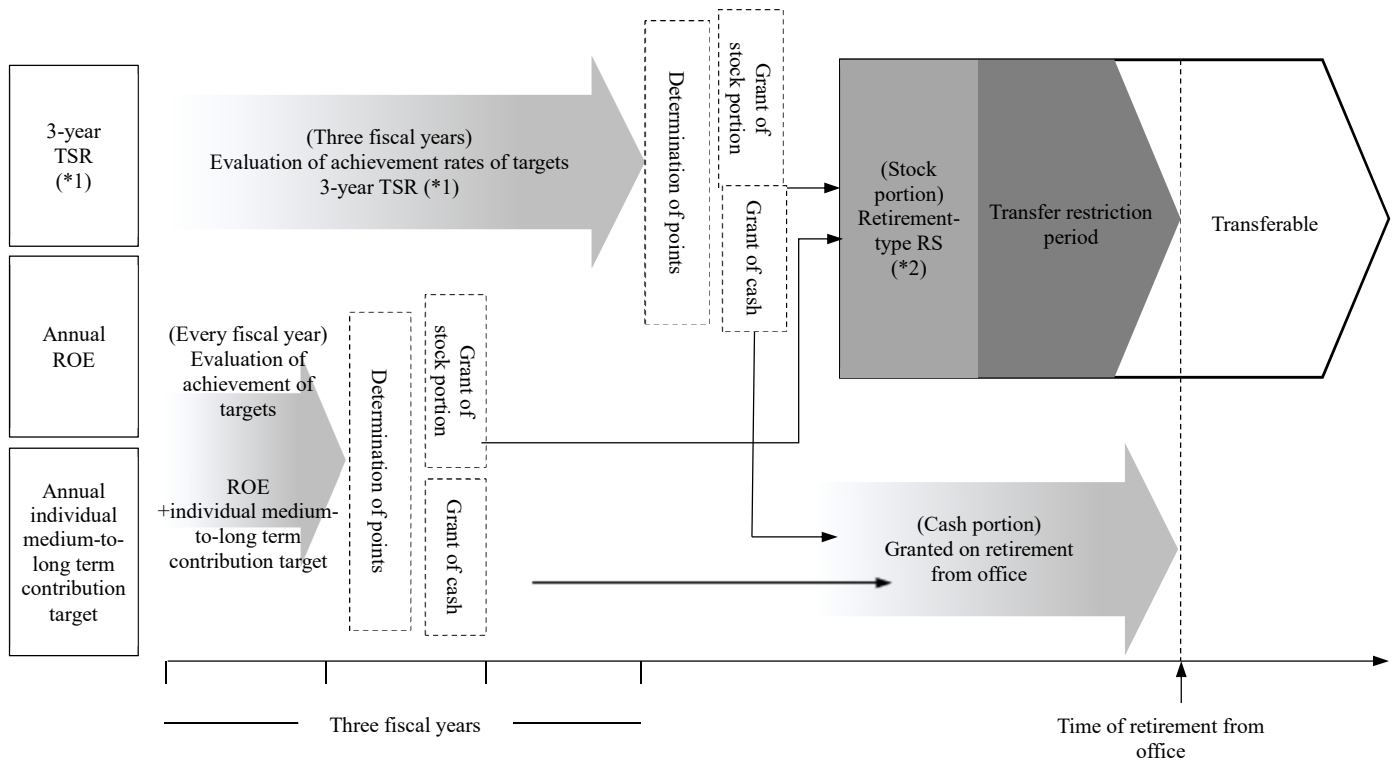 3-year
TSR
(*1)
(Three fiscal years)
Evaluation of achievement rates of targets
3-year TSR (*1)
Determination of points
Grant of
stock portion
Grant of cash
(Stock
portion)
Retirement-
type RS
(*2)
Transfer restriction
period
Transferable
Annual
ROE
(Every fiscal year)
Evaluation of
achievement of
targets
ROE
+individual medium-
to-long term
contribution target
Determination of points
Grant of
stock portion
Grant of cash
Annual
individual
medium-to-
long term
contribution
target
(Cash portion)
Granted on retirement
from office
Three fiscal years
Time of retirement from
office